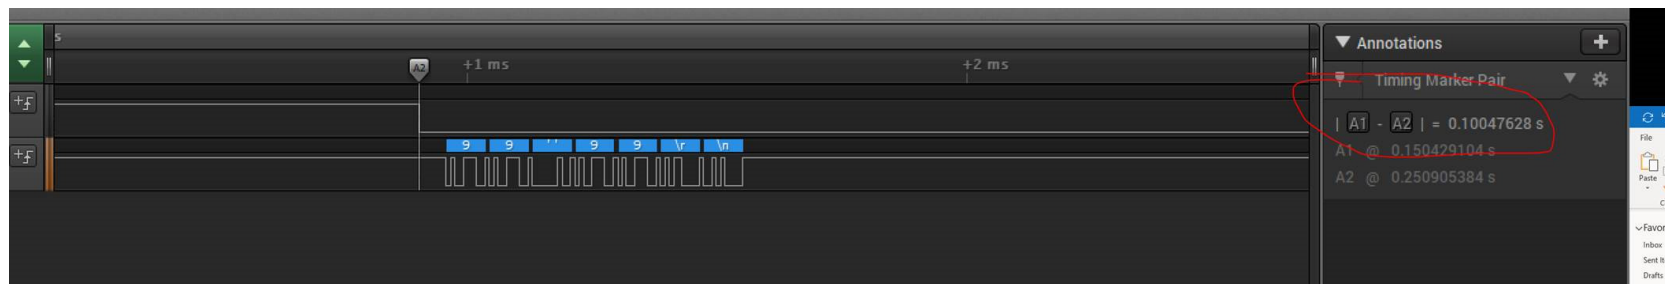 s
Annotations
+
A2
+1 ms
+2 ms
Timing Marker Pair
| A1 - A2 | = 0.10047628 s
File
9 9 ' ' 9 9 \r \n
A1 @ 0.150429104 s
Paste
A2 @ 0.250905384 s
Favor
Inbox
Sent It
Drafts